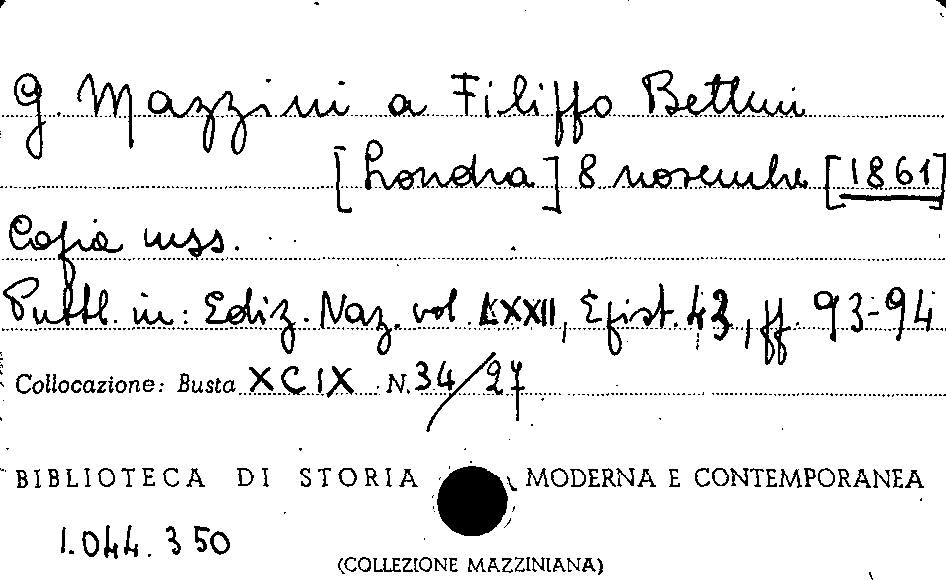 G. Mazzini a Filippo Bettini
[Londra] 8 novembre [1861]
Copia mss.
Pubbl. in: Ediz. Naz. vol. LXXII, Epist. 43, pp. 93-94
Collocazione: Busta XCIX N. 34/27
BIBLIOTECA DI STORIA MODERNA E CONTEMPORANEA
1.044.350
(COLLEZIONE MAZZINIANA)